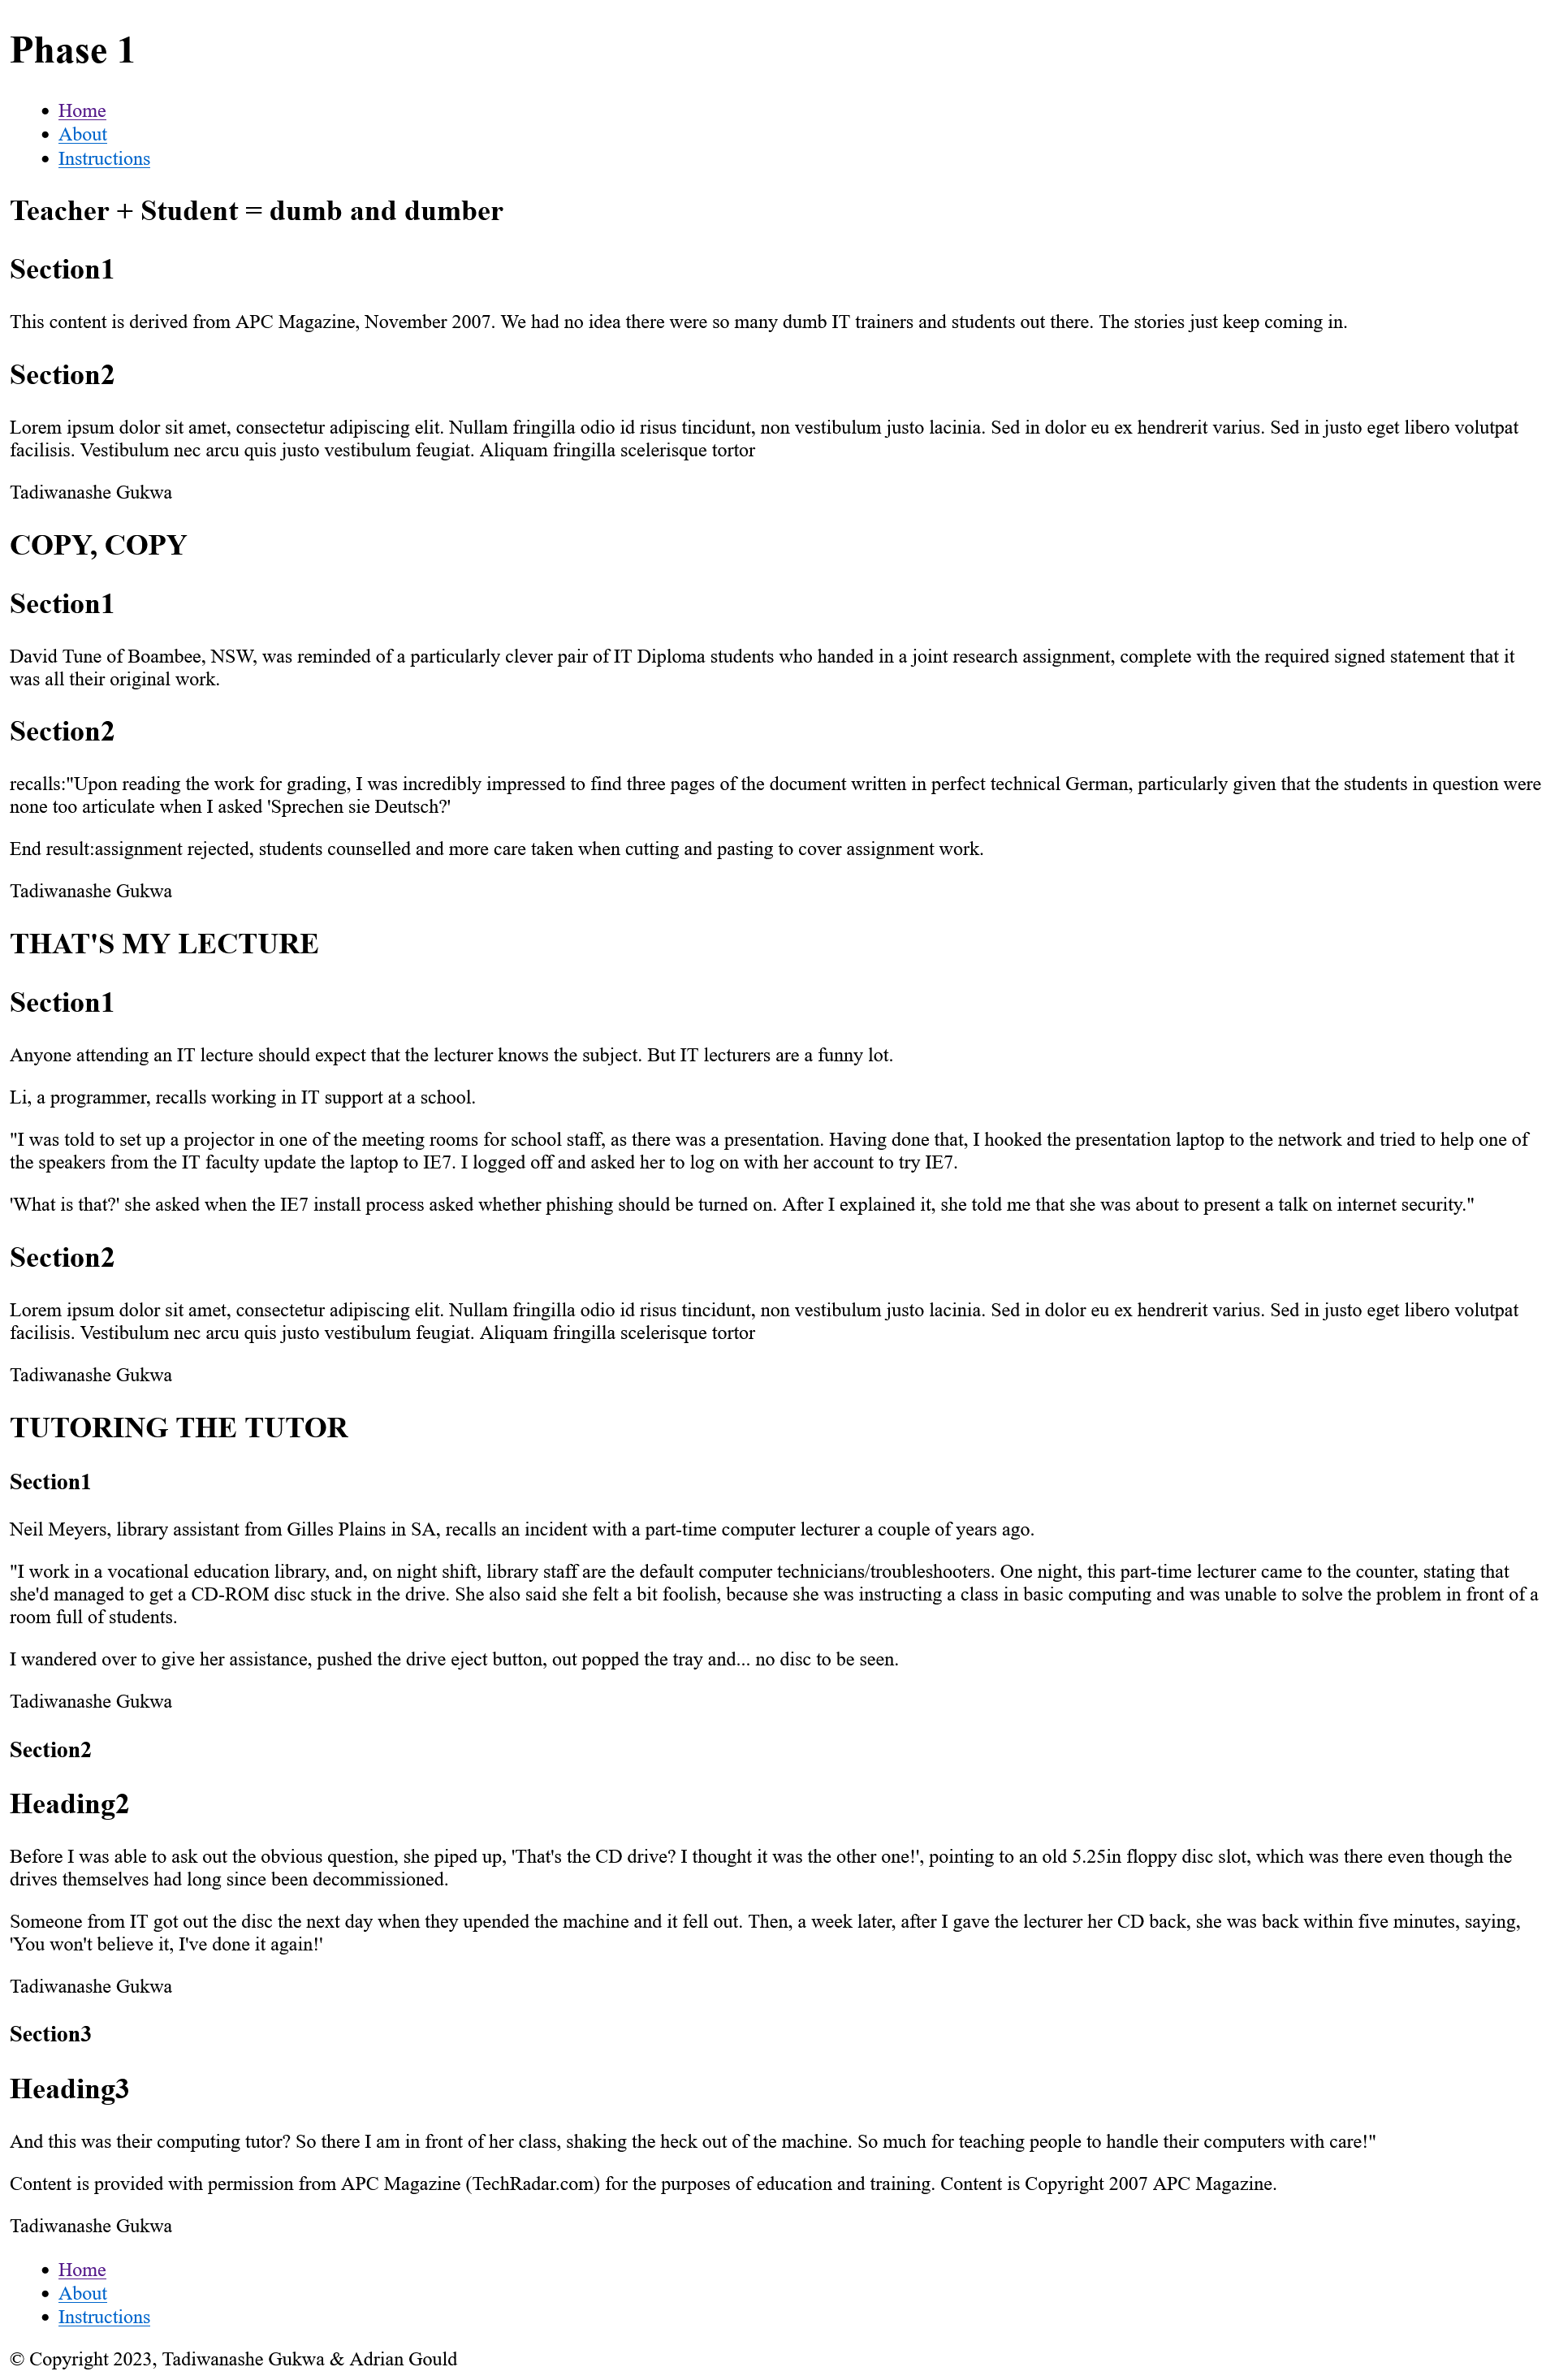 Phase 1
Home
About
Instructions
Teacher + Student = dumb and dumber
Section1
This content is derived from APC Magazine, November 2007. We had no idea there were so many dumb IT trainers and students out there. The stories just keep coming in.
Section2
Lorem ipsum dolor sit amet, consectetur adipiscing elit. Nullam fringilla odio id risus tincidunt, non vestibulum justo lacinia. Sed in dolor eu ex hendrerit varius. Sed in justo eget libero volutpat
facilisis. Vestibulum nec arcu quis justo vestibulum feugiat. Aliquam fringilla scelerisque tortor
Tadiwanashe Gukwa
COPY, COPY
Section1
David Tune of Boambee, NSW, was reminded of a particularly clever pair of IT Diploma students who handed in a joint research assignment, complete with the required signed statement that it
was all their original work.
Section2
recalls:"Upon reading the work for grading, I was incredibly impressed to find three pages of the document written in perfect technical German, particularly given that the students in question were
none too articulate when I asked 'Sprechen sie Deutsch?'
End result:assignment rejected, students counselled and more care taken when cutting and pasting to cover assignment work.
Tadiwanashe Gukwa
THAT'S MY LECTURE
Section1
Anyone attending an IT lecture should expect that the lecturer knows the subject. But IT lecturers are a funny lot.
Li, a programmer, recalls working in IT support at a school.
"I was told to set up a projector in one of the meeting rooms for school staff, as there was a presentation. Having done that, I hooked the presentation laptop to the network and tried to help one of
the speakers from the IT faculty update the laptop to IE7. I logged off and asked her to log on with her account to try IE7.
'What is that?' she asked when the IE7 install process asked whether phishing should be turned on. After I explained it, she told me that she was about to present a talk on internet security."
Section2
Lorem ipsum dolor sit amet, consectetur adipiscing elit. Nullam fringilla odio id risus tincidunt, non vestibulum justo lacinia. Sed in dolor eu ex hendrerit varius. Sed in justo eget libero volutpat
facilisis. Vestibulum nec arcu quis justo vestibulum feugiat. Aliquam fringilla scelerisque tortor
Tadiwanashe Gukwa
TUTORING THE TUTOR
Section1
Neil Meyers, library assistant from Gilles Plains in SA, recalls an incident with a part-time computer lecturer a couple of years ago.
"I work in a vocational education library, and, on night shift, library staff are the default computer technicians/troubleshooters. One night, this part-time lecturer came to the counter, stating that
she'd managed to get a CD-ROM disc stuck in the drive. She also said she felt a bit foolish, because she was instructing a class in basic computing and was unable to solve the problem in front of a
room full of students.
I wandered over to give her assistance, pushed the drive eject button, out popped the tray and... no disc to be seen.
Tadiwanashe Gukwa
Section2
Heading2
Before I was able to ask out the obvious question, she piped up, 'That's the CD drive? I thought it was the other one!', pointing to an old 5.25in floppy disc slot, which was there even though the
drives themselves had long since been decommissioned.
Someone from IT got out the disc the next day when they upended the machine and it fell out. Then, a week later, after I gave the lecturer her CD back, she was back within five minutes, saying,
'You won't believe it, I've done it again!'
Tadiwanashe Gukwa
Section3
Heading3
And this was their computing tutor? So there I am in front of her class, shaking the heck out of the machine. So much for teaching people to handle their computers with care!"
Content is provided with permission from APC Magazine (TechRadar.com) for the purposes of education and training. Content is Copyright 2007 APC Magazine.
Tadiwanashe Gukwa
Home
About
Instructions
© Copyright 2023, Tadiwanashe Gukwa & Adrian Gould